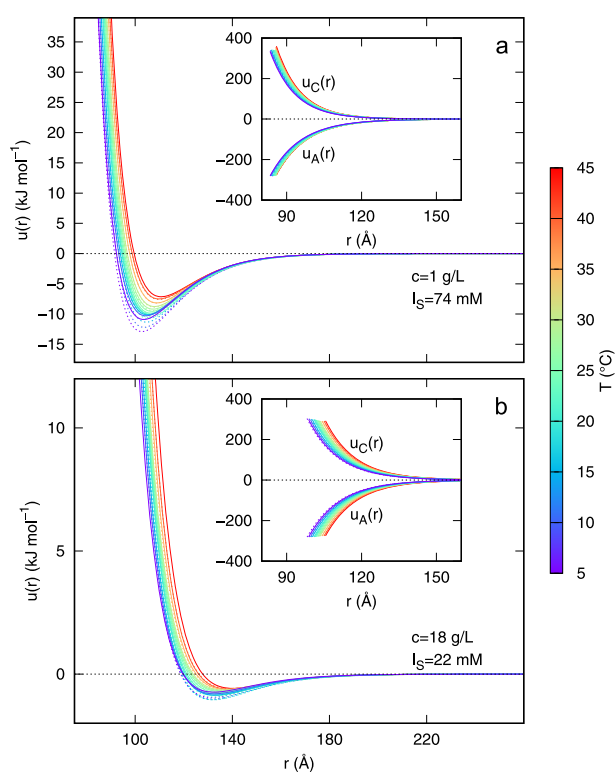 a
u(r) (kJ mol⁻¹)
35
30
25
20
15
10
5
0
−5
−10
−15
400
200
0
−200
−400
u_C(r)
u_A(r)
90
120
150
r (Å)
c=1 g/L
I_S=74 mM
b
u(r) (kJ mol⁻¹)
10
5
0
400
200
0
−200
−400
u_C(r)
u_A(r)
90
120
150
r (Å)
c=18 g/L
I_S=22 mM
100
140
180
220
r (Å)
45
40
35
30
25
20
15
10
5
T (°C)